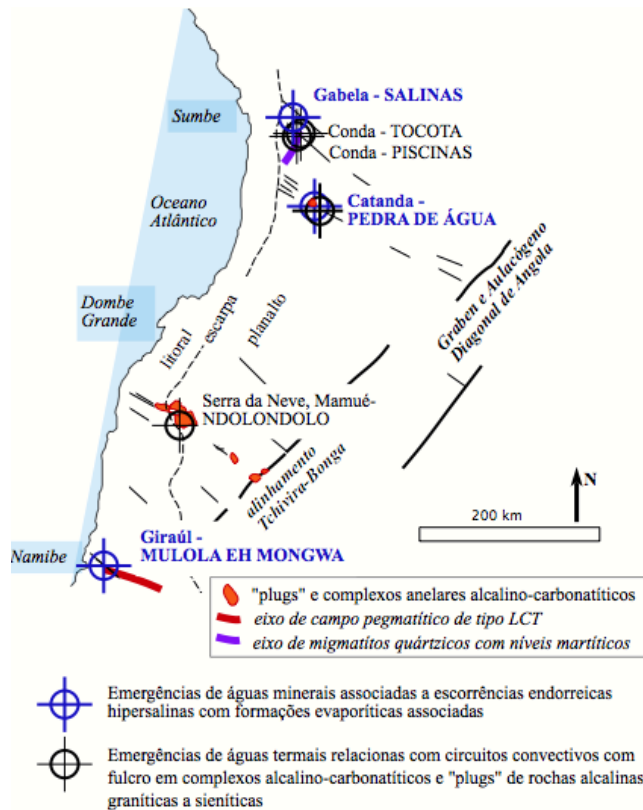 Gabela - SALINAS
Sumbe
Conda - TOCOTA
Conda - PISCINAS
Oceano
Atlântico
Catanda -
PEDRA DE ÁGUA
Graben e Aulacógeno
Diagonal de Angola
Dombe
Grande
litoral
escarpa
planalto
Serra da Neve, Mamué-
NDOLONDOLO
alinhamento
Tchivira-Bonga
N
200 km
Giraúl -
MULOLA EH MONGWA
Namibe
"plugs" e complexos anelares alcalino-carbonatíticos
eixo de campo pegmatítico de tipo LCT
eixo de migmatítos quártzicos com níveis martíticos
Emergências de águas minerais associadas a escorrências endorreicas
hipersalinas com formações evaporíticas associadas
Emergências de águas termais relacionas com circuitos convectivos com
fulcro em complexos alcalino-carbonatíticos e "plugs" de rochas alcalinas
graníticas a sieníticas